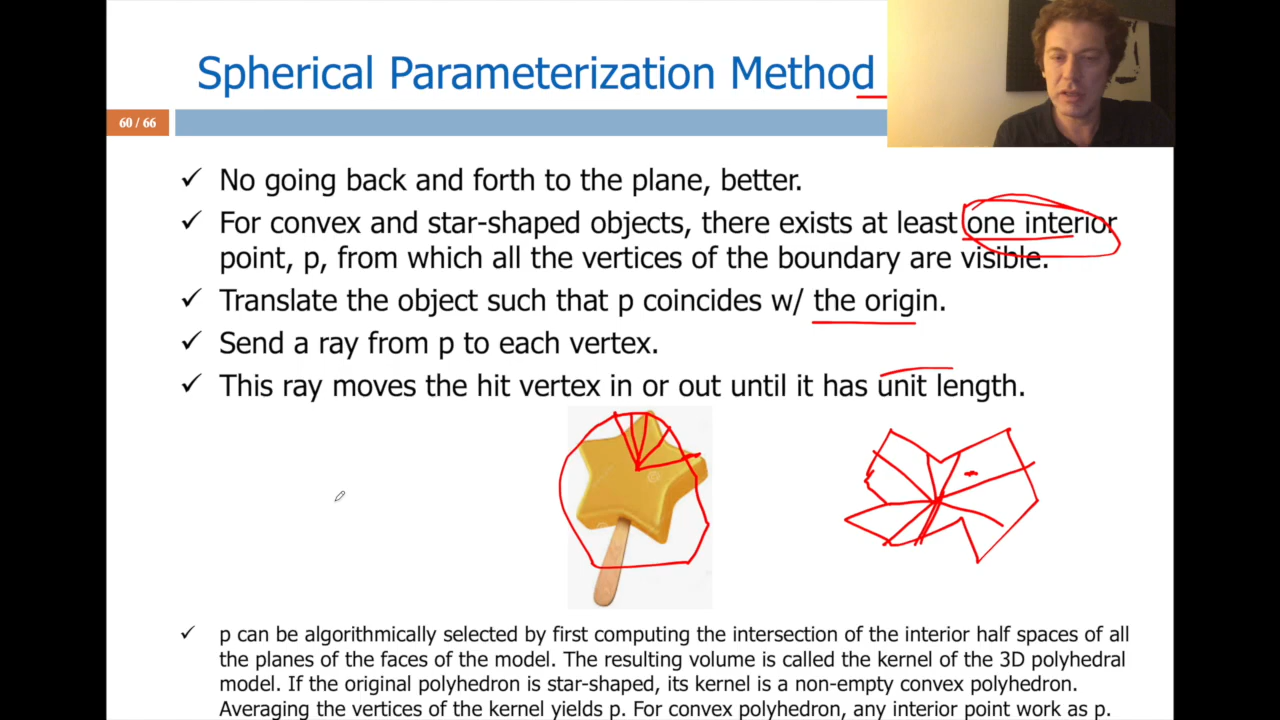 Spherical Parameterization Method
60 / 66
✓ No going back and forth to the plane, better.
✓ For convex and star-shaped objects, there exists at least one interior
point, p, from which all the vertices of the boundary are visible.
✓ Translate the object such that p coincides w/ the origin.
✓ Send a ray from p to each vertex.
✓ This ray moves the hit vertex in or out until it has unit length.
✓ p can be algorithmically selected by first computing the intersection of the interior half spaces of all
the planes of the faces of the model. The resulting volume is called the kernel of the 3D polyhedral
model. If the original polyhedron is star-shaped, its kernel is a non-empty convex polyhedron.
Averaging the vertices of the kernel yields p. For convex polyhedron, any interior point work as p.